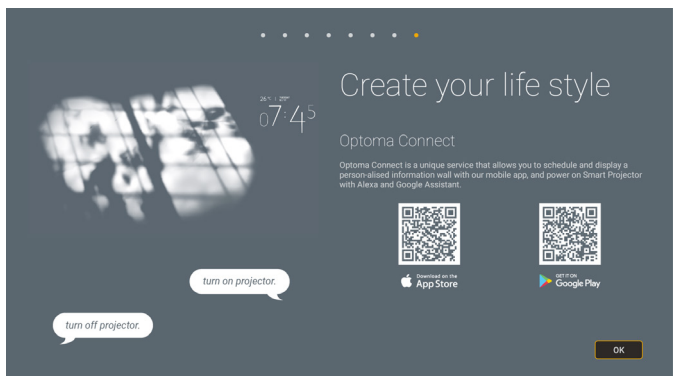 Create your life style
Optoma Connect
Optoma Connect is a unique service that allows you to schedule and display a
person-alised information wall with our mobile app, and power on Smart Projector
with Alexa and Google Assistant.
07:45
Download on the
App Store
GET IT ON
Google Play
turn on projector.
turn off projector.
OK